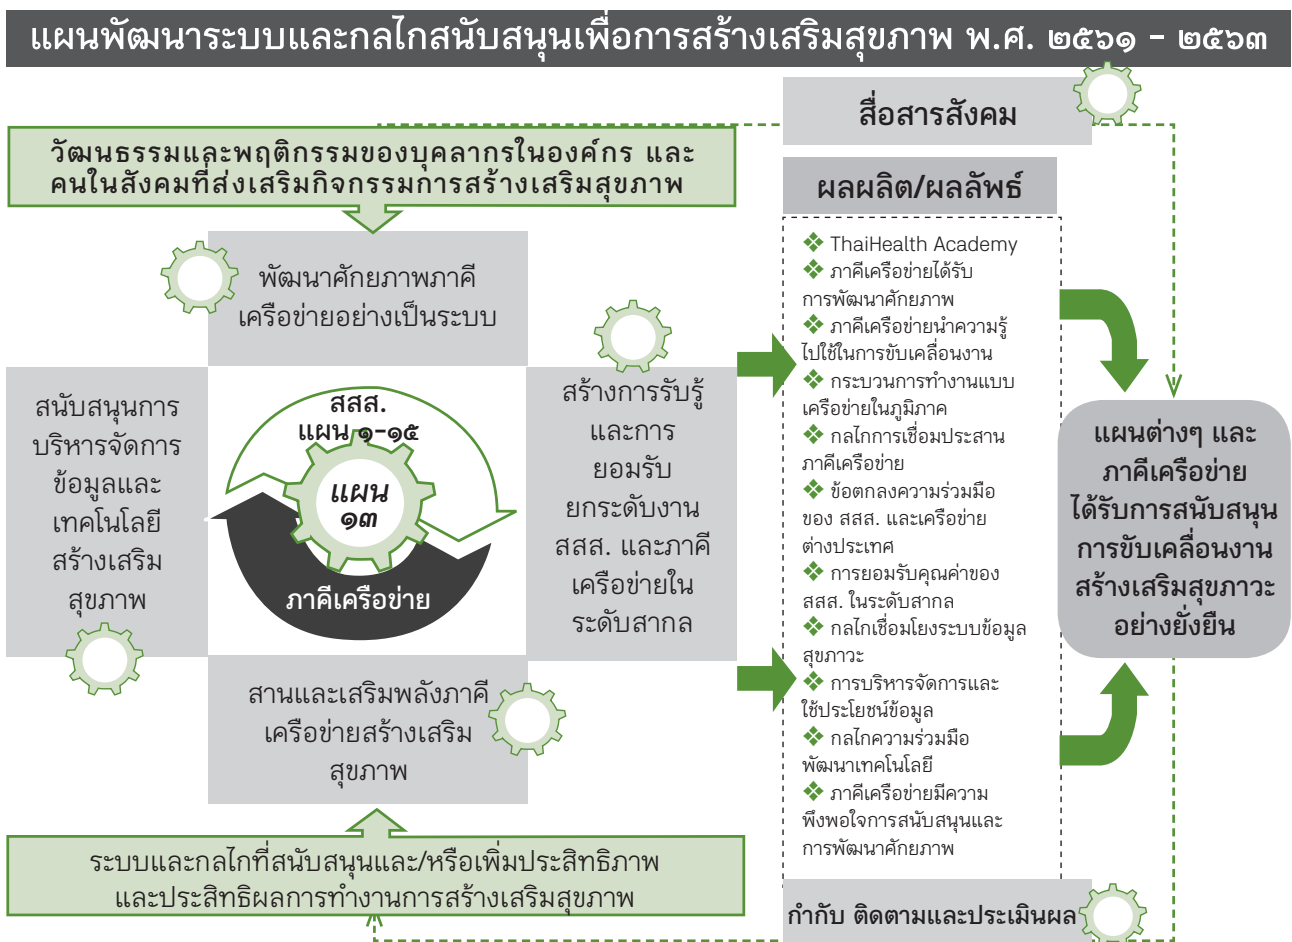 แผนพัฒนาระบบและกลไกสนับสนุนเพื่อการสร้างเสริมสุขภาพ พ.ศ. ๒๕๖๑ - ๒๕๖๓
สื่อสารสังคม
วัฒนธรรมและพฤติกรรมของบุคลากรในองค์กร และ
คนในสังคมที่ส่งเสริมกิจกรรมการสร้างเสริมสุขภาพ
พัฒนาศักยภาพภาคี
เครือข่ายอย่างเป็นระบบ
สนับสนุนการ
บริหารจัดการ
ข้อมูลและ
เทคโนโลยี
สร้างเสริม
สุขภาพ
สสส.
แผน ๑-๑๕
แผน
๑๓
ภาคีเครือข่าย
สร้างการรับรู้
และการ
ยอมรับ
ยกระดับงาน
สสส. และภาคี
เครือข่ายใน
ระดับสากล
สานและเสริมพลังภาคี
เครือข่ายสร้างเสริม
สุขภาพ
ระบบและกลไกที่สนับสนุนและ/หรือเพิ่มประสิทธิภาพ
และประสิทธิผลการทำงานการสร้างเสริมสุขภาพ
ผลผลิต/ผลลัพธ์
❖ ThaiHealth Academy
❖ ภาคีเครือข่ายได้รับ
การพัฒนาศักยภาพ
❖ ภาคีเครือข่ายนำความรู้
ไปใช้ในการขับเคลื่อนงาน
❖ กระบวนการทำงานแบบ
เครือข่ายในภูมิภาค
❖ กลไกการเชื่อมประสาน
ภาคีเครือข่าย
❖ ข้อตกลงความร่วมมือ
ของ สสส. และเครือข่าย
ต่างประเทศ
❖ การยอมรับคุณค่าของ
สสส. ในระดับสากล
❖ กลไกเชื่อมโยงระบบข้อมูล
สุขภาวะ
❖ การบริหารจัดการและ
ใช้ประโยชน์ข้อมูล
❖ กลไกความร่วมมือ
พัฒนาเทคโนโลยี
❖ ภาคีเครือข่ายมีความ
พึงพอใจการสนับสนุนและ
การพัฒนาศักยภาพ
กำกับ ติดตามและประเมินผล
แผนต่างๆ และ
ภาคีเครือข่าย
ได้รับการสนับสนุน
การขับเคลื่อนงาน
สร้างเสริมสุขภาวะ
อย่างยั่งยืน